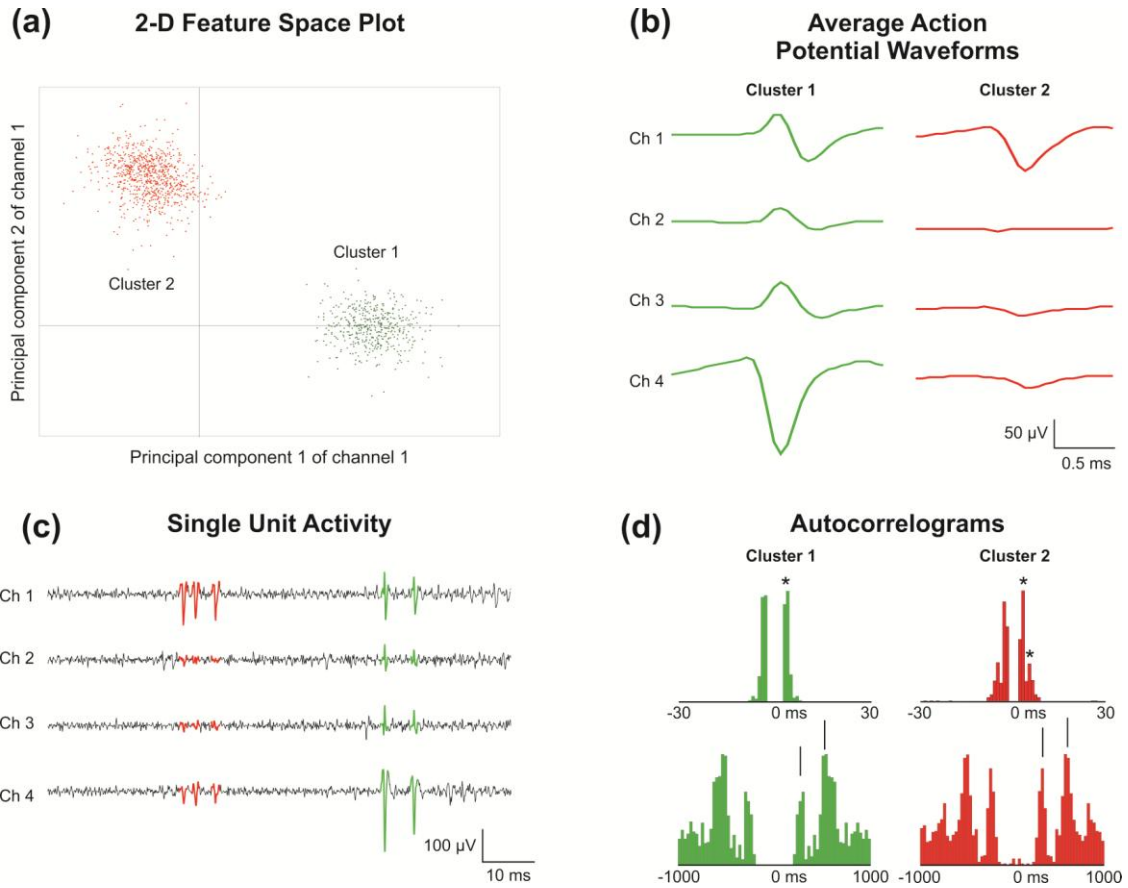 (a)
2-D Feature Space Plot
Principal component 2 of channel 1
Cluster 2
Cluster 1
Principal component 1 of channel 1
(b)
Average Action
Potential Waveforms
Cluster 1
Cluster 2
Ch 1
Ch 2
Ch 3
Ch 4
50 µV
0.5 ms
(c)
Single Unit Activity
Ch 1
Ch 2
Ch 3
Ch 4
100 µV
10 ms
(d)
Autocorrelograms
Cluster 1
Cluster 2
*
*
*
-30 0 ms 30
-30 0 ms 30
-1000 0 ms 1000
-1000 0 ms 1000